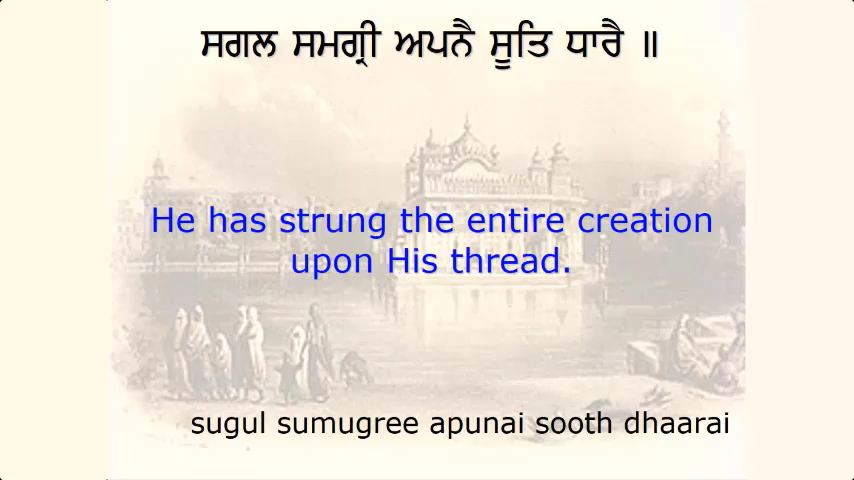 ਸਗਲ ਸਮਗ੍ਰੀ ਅਪਨੈ ਸੂਤਿ ਧਾਰੈ ॥
He has strung the entire creation
upon His thread.
sugul sumugree apunai sooth dhaarai